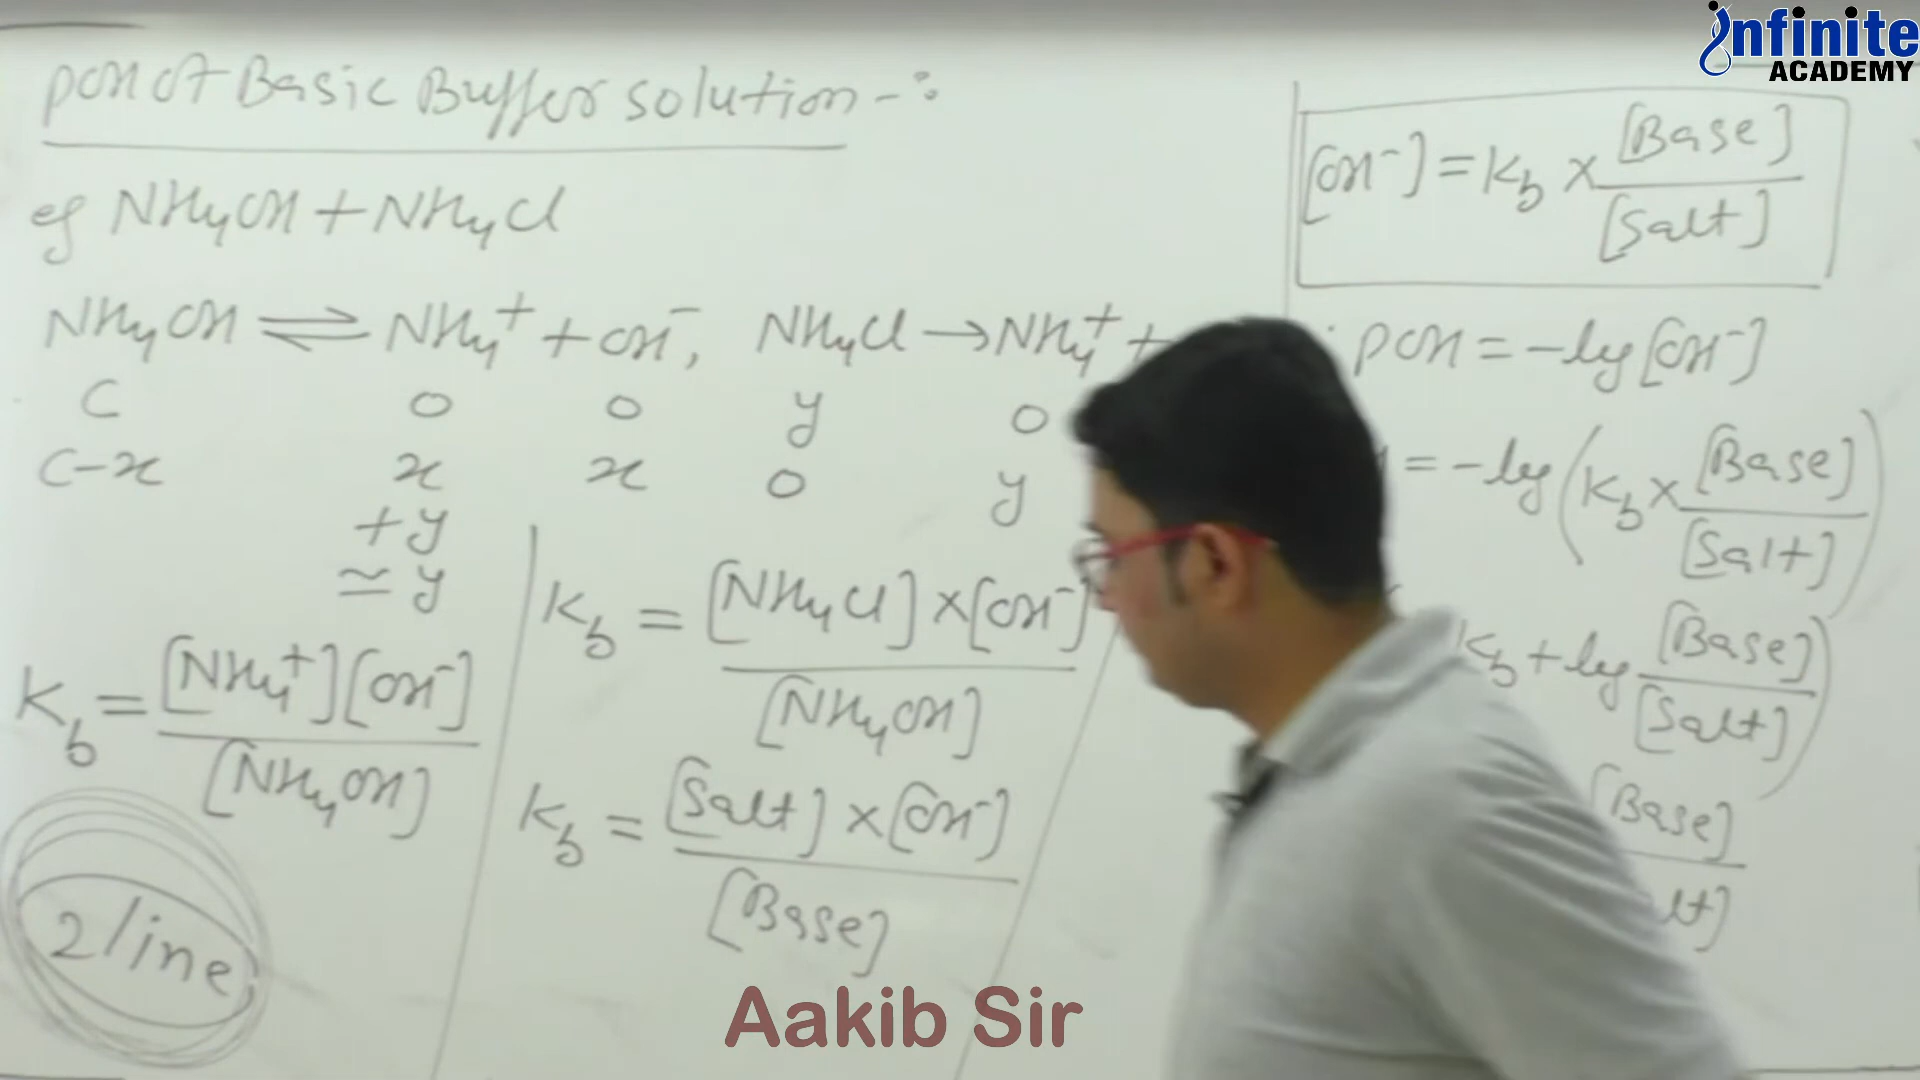 Infinite
ACADEMY
pOH of Basic Buffer solution -:
eg NH4OH + NH4Cl
NH4OH ⇌ NH4+ + OH-, NH4Cl → NH4+ +
C 0 0 y 0
C-x x x 0 y
+y
≃ y
Kb = [NH4+][OH-] / [NH4OH]
2 line
Kb = [NH4Cl] × [OH-] / [NH4OH]
Kb = [Salt] × [OH-] / [Base]
[OH-] = Kb × [Base] / [Salt]
pOH = -log [OH-]
= -log (Kb × [Base] / [Salt])
Kb + log [Base] / [Salt])
[Base]
lt]
Aakib Sir